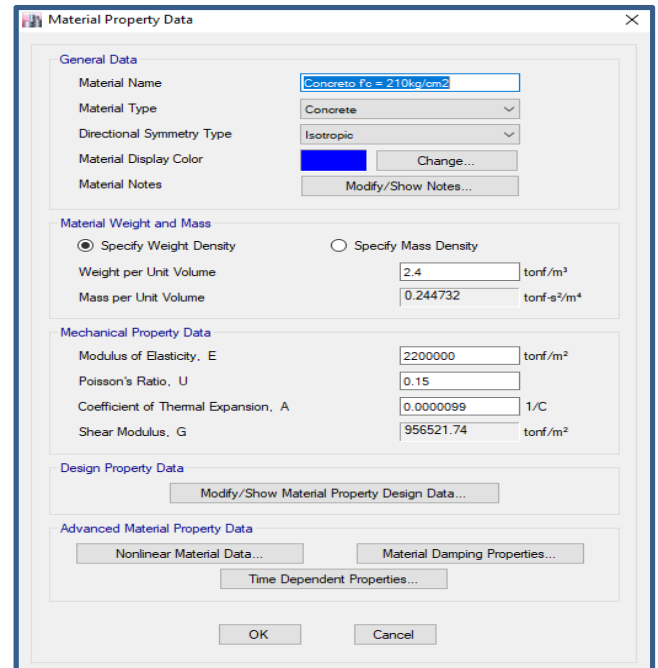 Material Property Data
General Data
Material Name Concreto f'c = 210kg/cm2
Material Type Concrete
Directional Symmetry Type Isotropic
Material Display Color Change...
Material Notes Modify/Show Notes...
Material Weight and Mass
Specify Weight Density Specify Mass Density
Weight per Unit Volume 2.4 tonf/m³
Mass per Unit Volume 0.244732 tonf-s²/m⁴
Mechanical Property Data
Modulus of Elasticity, E 2200000 tonf/m²
Poisson's Ratio, U 0.15
Coefficient of Thermal Expansion, A 0.0000099 1/C
Shear Modulus, G 956521.74 tonf/m²
Design Property Data
Modify/Show Material Property Design Data...
Advanced Material Property Data
Nonlinear Material Data... Material Damping Properties...
Time Dependent Properties...
OK Cancel